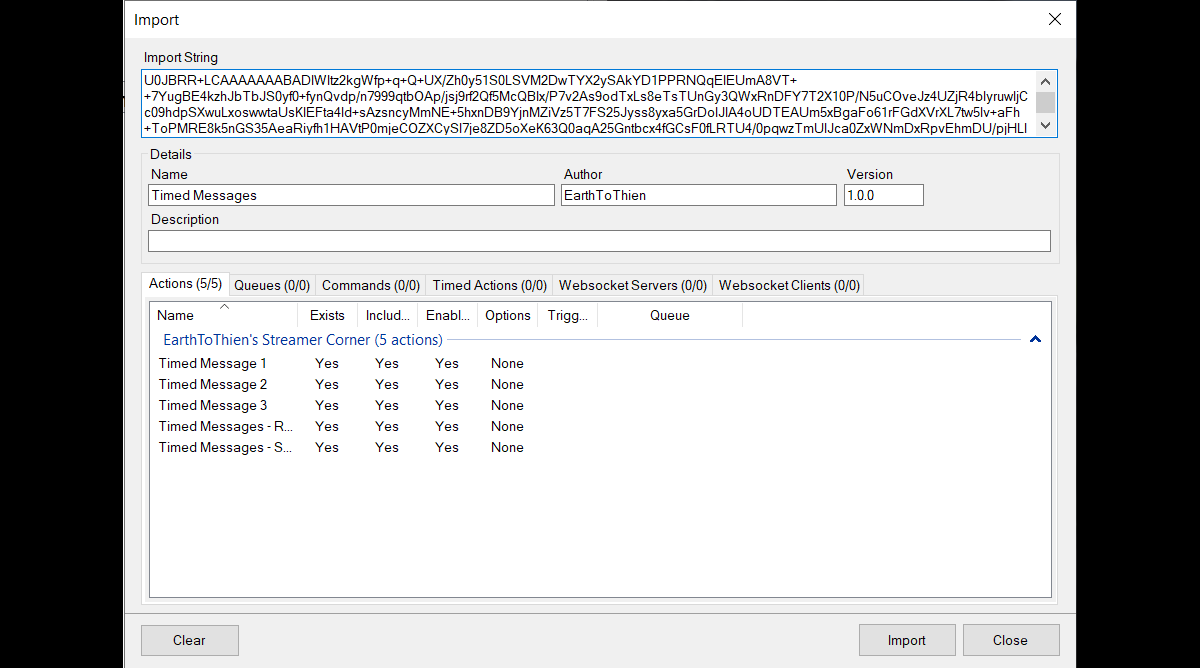 Import
Import String
U0JBRR+LCAAAAAAABADlWltz2kgWfp+q+Q+UX/Zh0y51S0LSVM2DwTYX2ySAkYD1PPRNQqElEUmA8VT+
+7YugBE4kzhJbTbJS0yf0+fynQvdp/n7999qtbOAp/jsj9rf2Qf5McQBlx/P7v2As9odTxLs8eTsTUnGy3QWxRnDFY7T2X10P/N5uCOveJz4UZjR4blyruwIjC
c09hdpSXwuLxoswwtaUsKlEFta4Id+sAzsncyMmNE+5hxnDB9YjnMZiVz5T7FS25Jyss8yxa5GrDoIJIA4oUDTEAUm5xBgaFo61rFGdXVrXL7tw5Iv+aFh
+ToPMRE8k5nGS35AeaRiyfh1HAVtP0mjeCOZXCySl7je8ZD5oXeK63Q0aqA25Gntbcx4fGCsF0fLRTU4/0pqwzTmUlJca0ZxWNmDxRpvEhmDU/pjHLI
Details
Name Author Version
Timed Messages EarthToThien 1.0.0
Description
Actions (5/5) Queues (0/0) Commands (0/0) Timed Actions (0/0) Websocket Servers (0/0) Websocket Clients (0/0)
Name Exists Includ... Enabl... Options Trigg... Queue
EarthToThien's Streamer Corner (5 actions)
Timed Message 1 Yes Yes Yes None
Timed Message 2 Yes Yes Yes None
Timed Message 3 Yes Yes Yes None
Timed Messages - R... Yes Yes Yes None
Timed Messages - S... Yes Yes Yes None
Clear Import Close